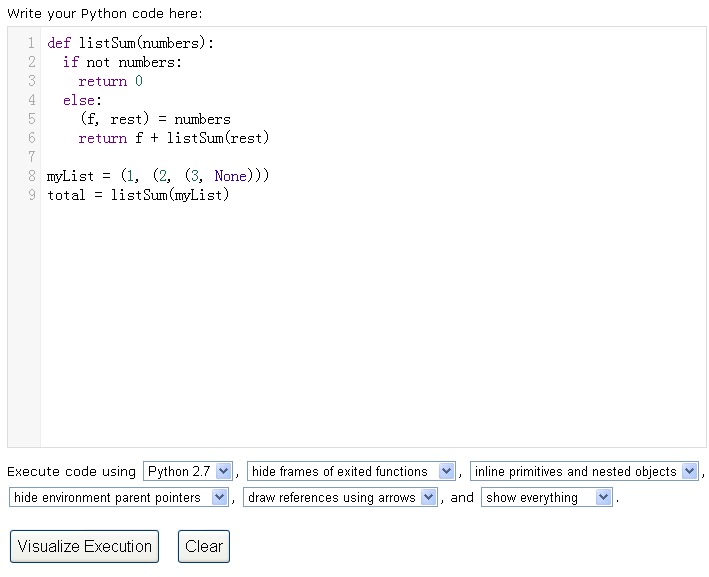 Write your Python code here:
1 def listSum(numbers):
2   if not numbers:
3     return 0
4   else:
5     (f, rest) = numbers
6     return f + listSum(rest)
7
8 myList = (1, (2, (3, None)))
9 total = listSum(myList)
Execute code using Python 2.7 , hide frames of exited functions , inline primitives and nested objects ,
hide environment parent pointers , draw references using arrows , and show everything .
Visualize Execution Clear